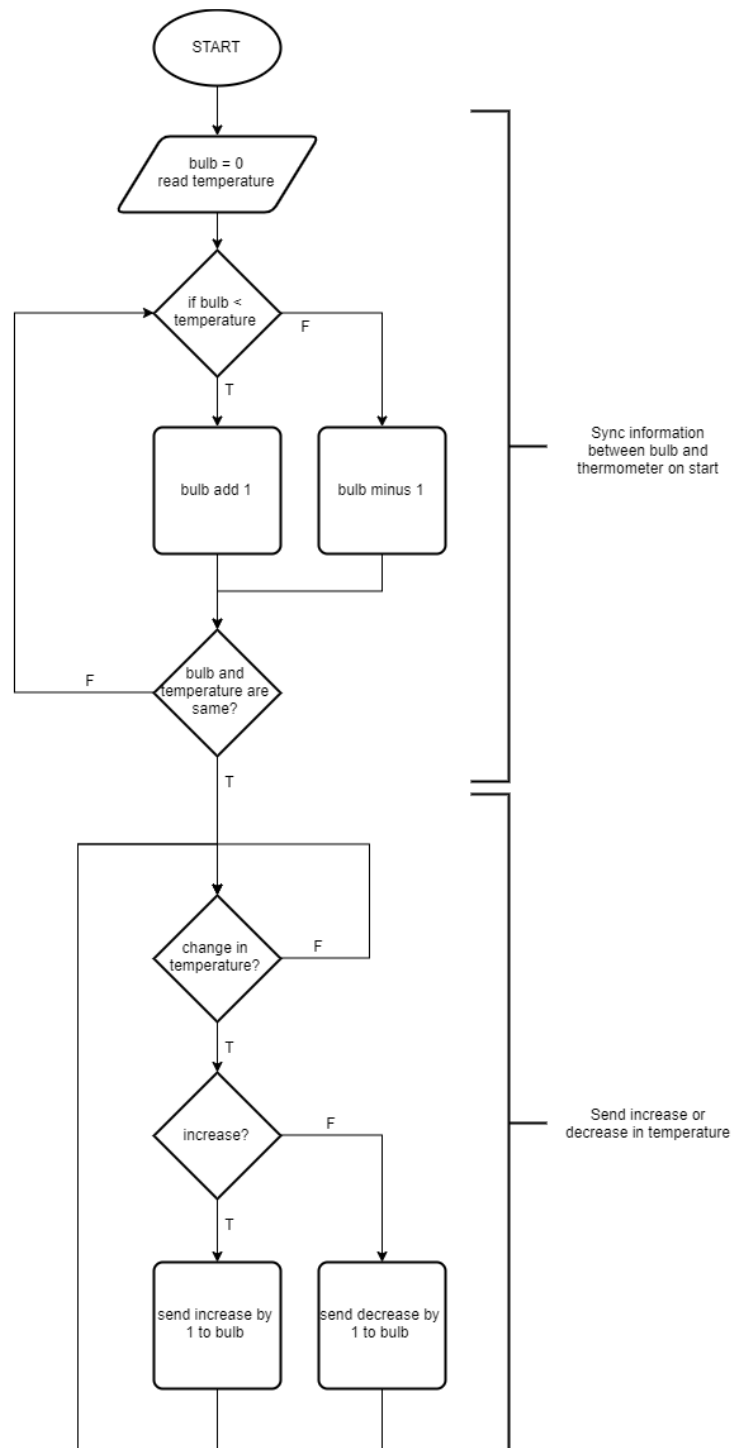 START
bulb = 0
read temperature
if bulb <
temperature
F
T
bulb add 1
bulb minus 1
Sync information
between bulb and
thermometer on start
bulb and
temperature are
same?
F
T
change in
temperature?
F
T
increase?
F
T
Send increase or
decrease in temperature
send increase by
1 to bulb
send decrease by
1 to bulb